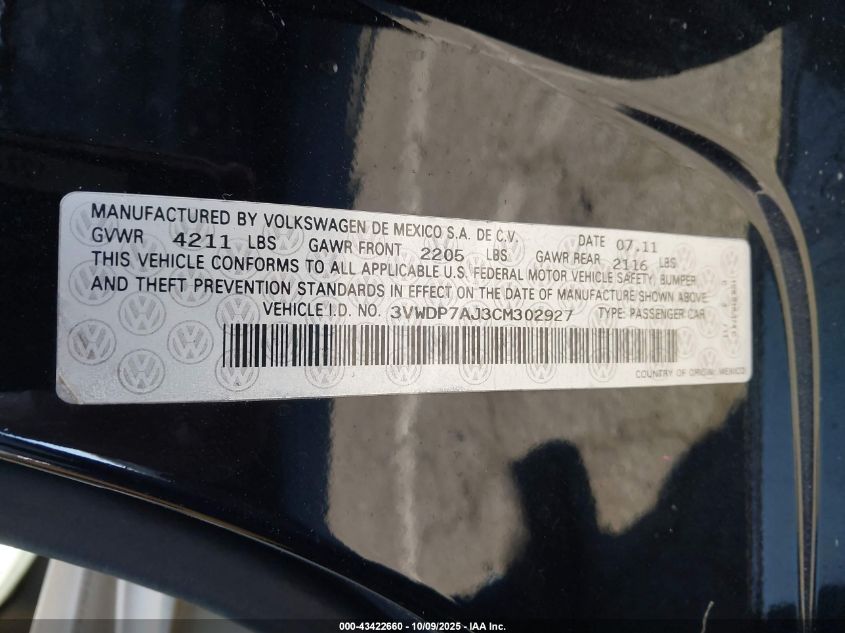 MANUFACTURED BY VOLKSWAGEN DE MEXICO S.A. DE C.V. DATE 07.11
GVWR 4211 LBS GAWR FRONT 2205 LBS GAWR REAR 2116 LBS
THIS VEHICLE CONFORMS TO ALL APPLICABLE U.S. FEDERAL MOTOR VEHICLE SAFETY, BUMPER
AND THEFT PREVENTION STANDARDS IN EFFECT ON THE DATE OF MANUFACTURE SHOWN ABOVE.
VEHICLE I.D. NO. 3VWDP7AJ3CM302927 TYPE: PASSENGER CAR
COUNTRY OF ORIGIN: MEXICO
000-43422660 - 10/09/2025 - IAA Inc.